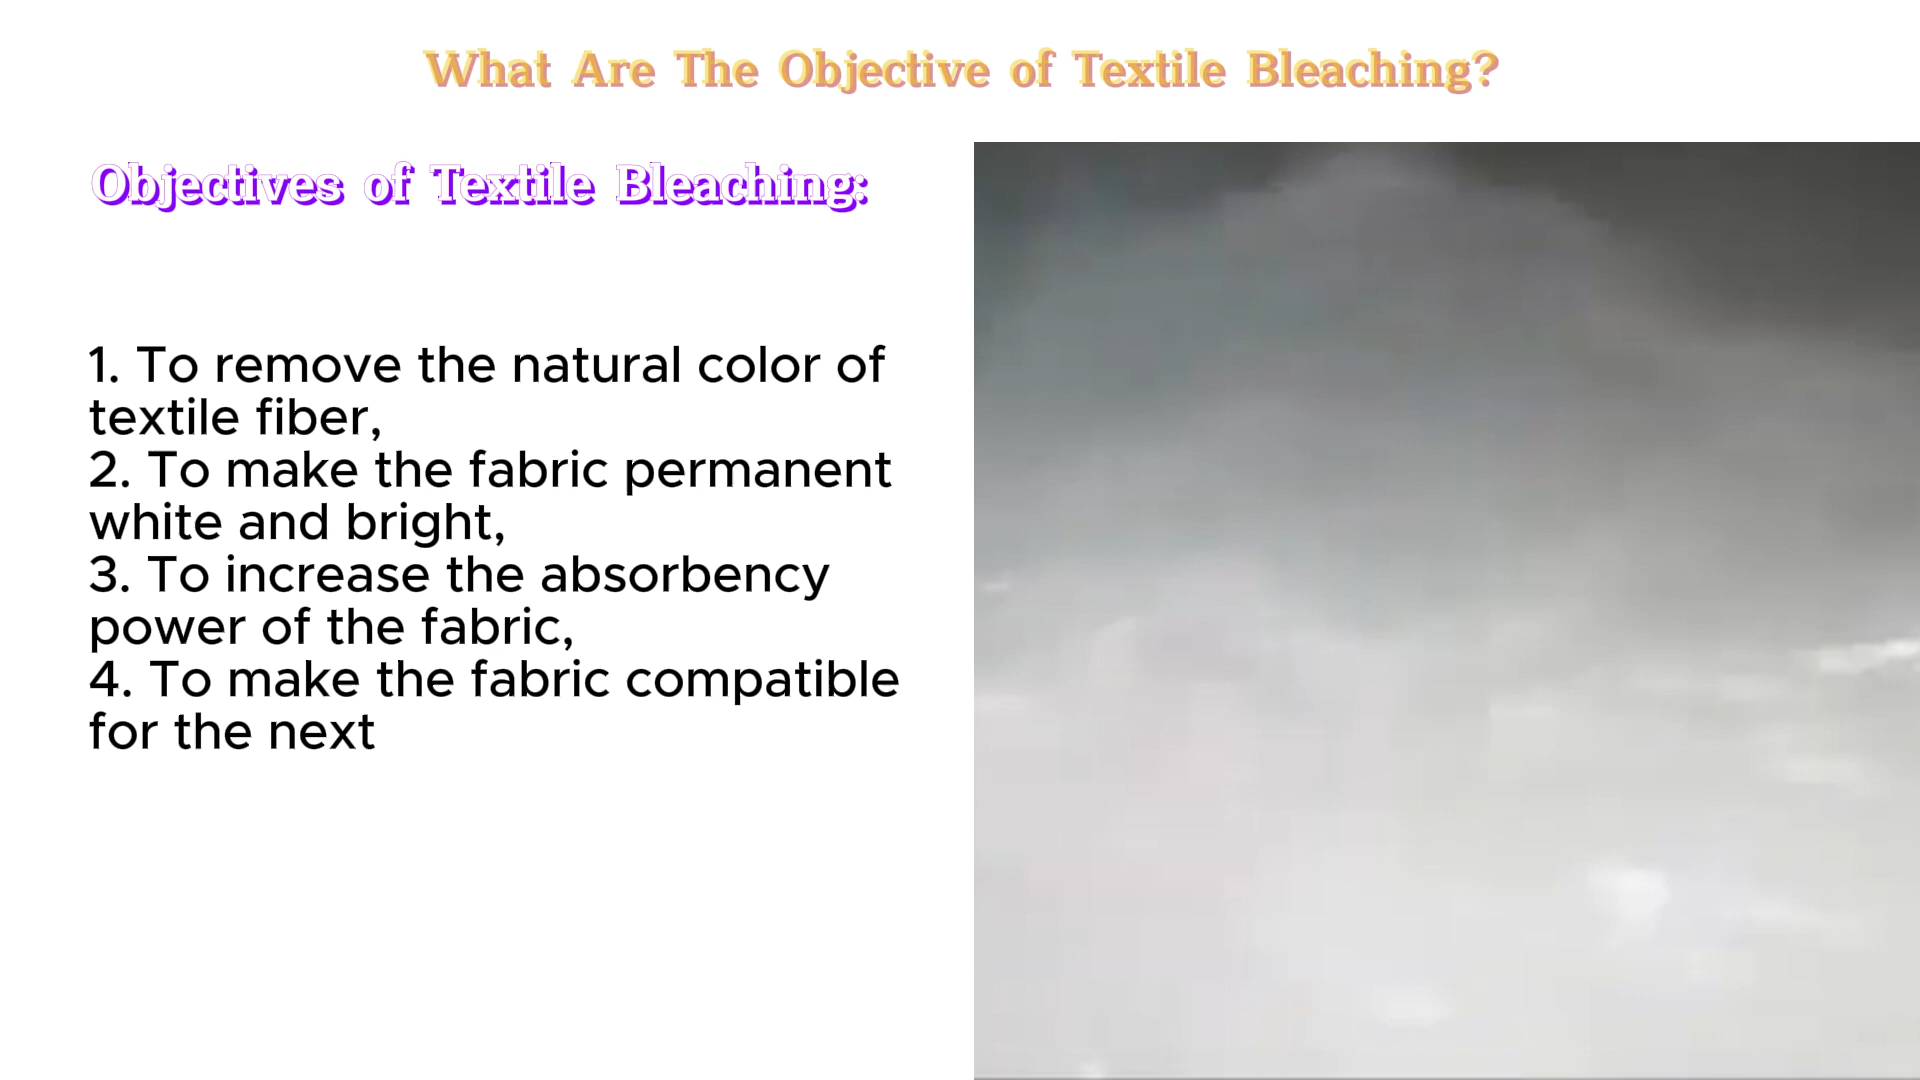 What Are The Objective of Textile Bleaching?
Objectives of Textile Bleaching:
1. To remove the natural color of
textile fiber,
2. To make the fabric permanent
white and bright,
3. To increase the absorbency
power of the fabric,
4. To make the fabric compatible
for the next